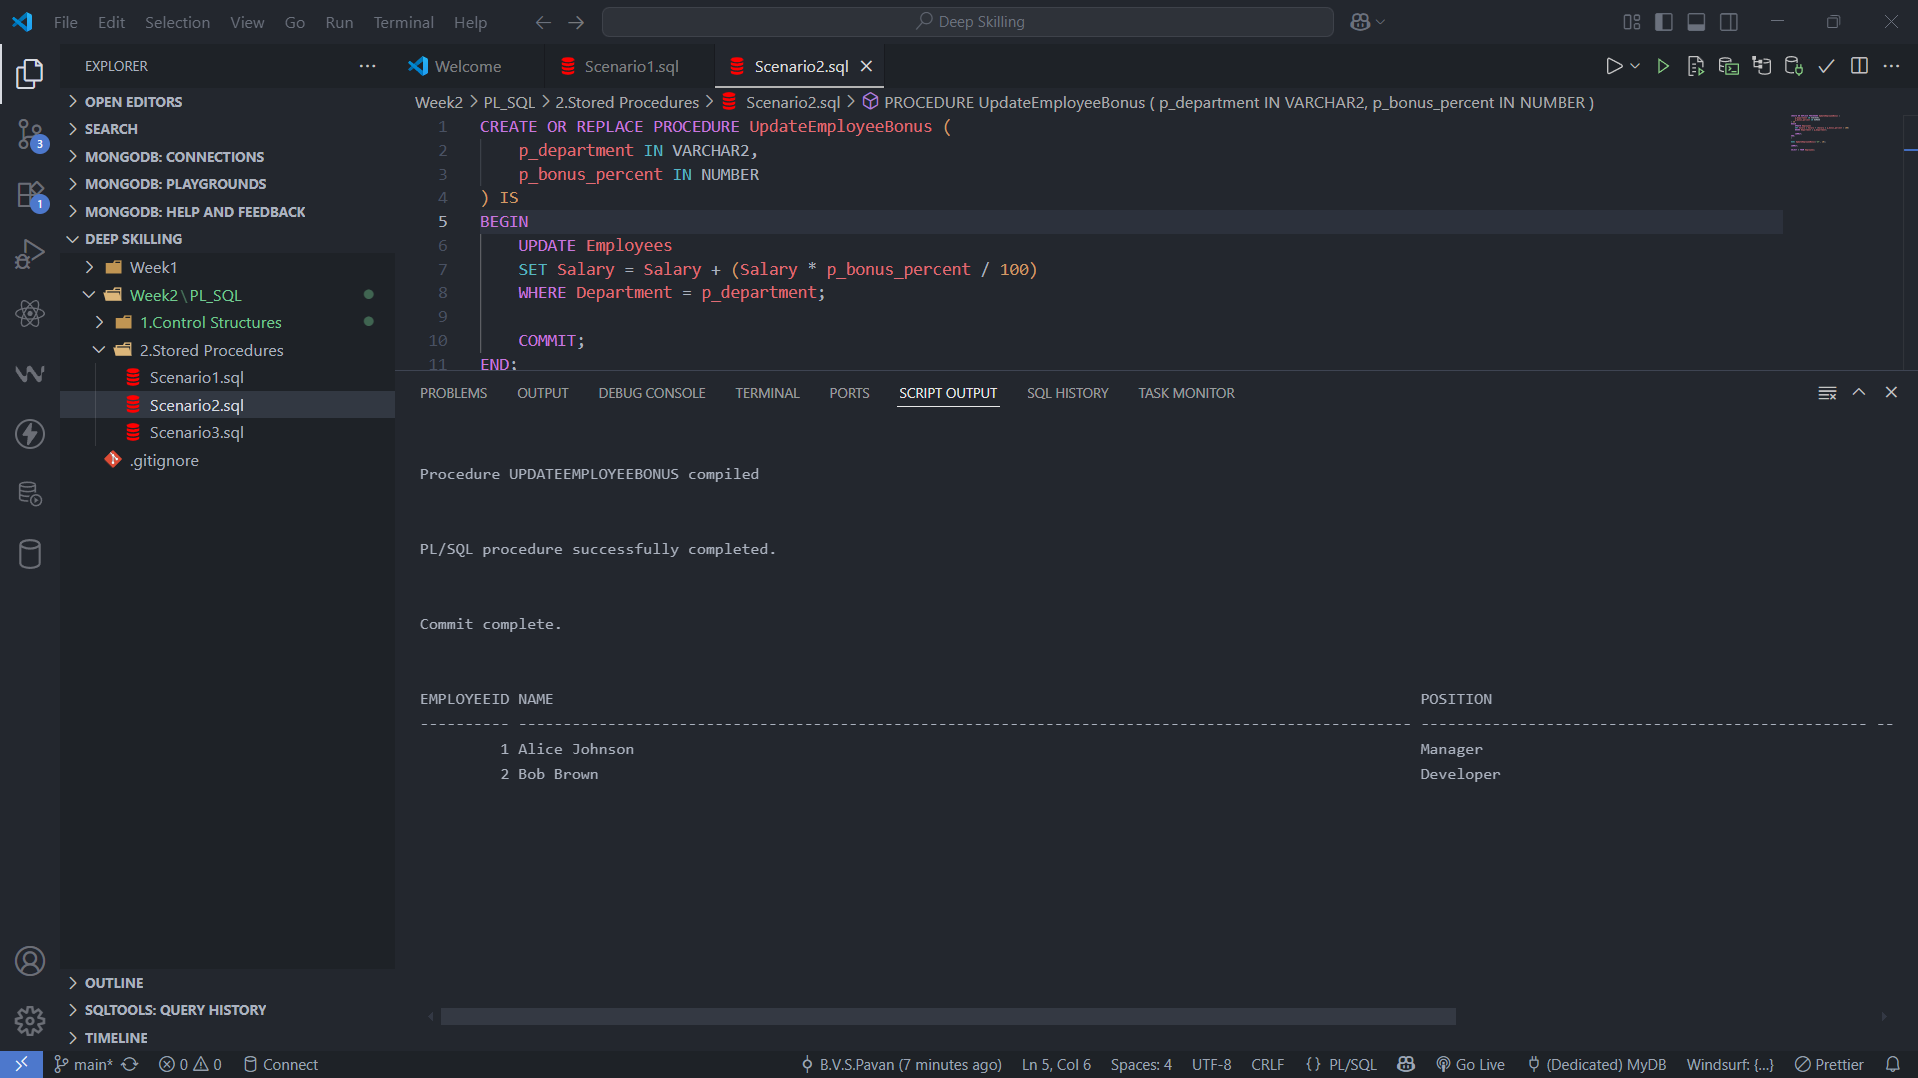 File Edit Selection View Go Run Terminal Help
Deep Skilling
EXPLORER
Welcome
Scenario1.sql
Scenario2.sql
OPEN EDITORS
SEARCH
MONGODB: CONNECTIONS
MONGODB: PLAYGROUNDS
MONGODB: HELP AND FEEDBACK
DEEP SKILLING
Week1
Week2\PL_SQL
1.Control Structures
2.Stored Procedures
Scenario1.sql
Scenario2.sql
Scenario3.sql
.gitignore
OUTLINE
SQLTOOLS: QUERY HISTORY
TIMELINE
3
1
Week2 > PL_SQL > 2.Stored Procedures > Scenario2.sql > PROCEDURE UpdateEmployeeBonus ( p_department IN VARCHAR2, p_bonus_percent IN NUMBER )
1 CREATE OR REPLACE PROCEDURE UpdateEmployeeBonus (
2 p_department IN VARCHAR2,
3 p_bonus_percent IN NUMBER
4 ) IS
5 BEGIN
6 UPDATE Employees
7 SET Salary = Salary + (Salary * p_bonus_percent / 100)
8 WHERE Department = p_department;
9
10 COMMIT;
11 END;
PROBLEMS OUTPUT DEBUG CONSOLE TERMINAL PORTS SCRIPT OUTPUT SQL HISTORY TASK MONITOR
Procedure UPDATEEMPLOYEEBONUS compiled
PL/SQL procedure successfully completed.
Commit complete.
EMPLOYEEID NAME POSITION
---------- ---------------------------------------------------------------------------------------------------- -------------------------------------------------- --
1 Alice Johnson Manager
2 Bob Brown Developer
main* 0 0 Connect B.V.S.Pavan (7 minutes ago) Ln 5, Col 6 Spaces: 4 UTF-8 CRLF {} PL/SQL Go Live (Dedicated) MyDB Windsurf: {...} Prettier